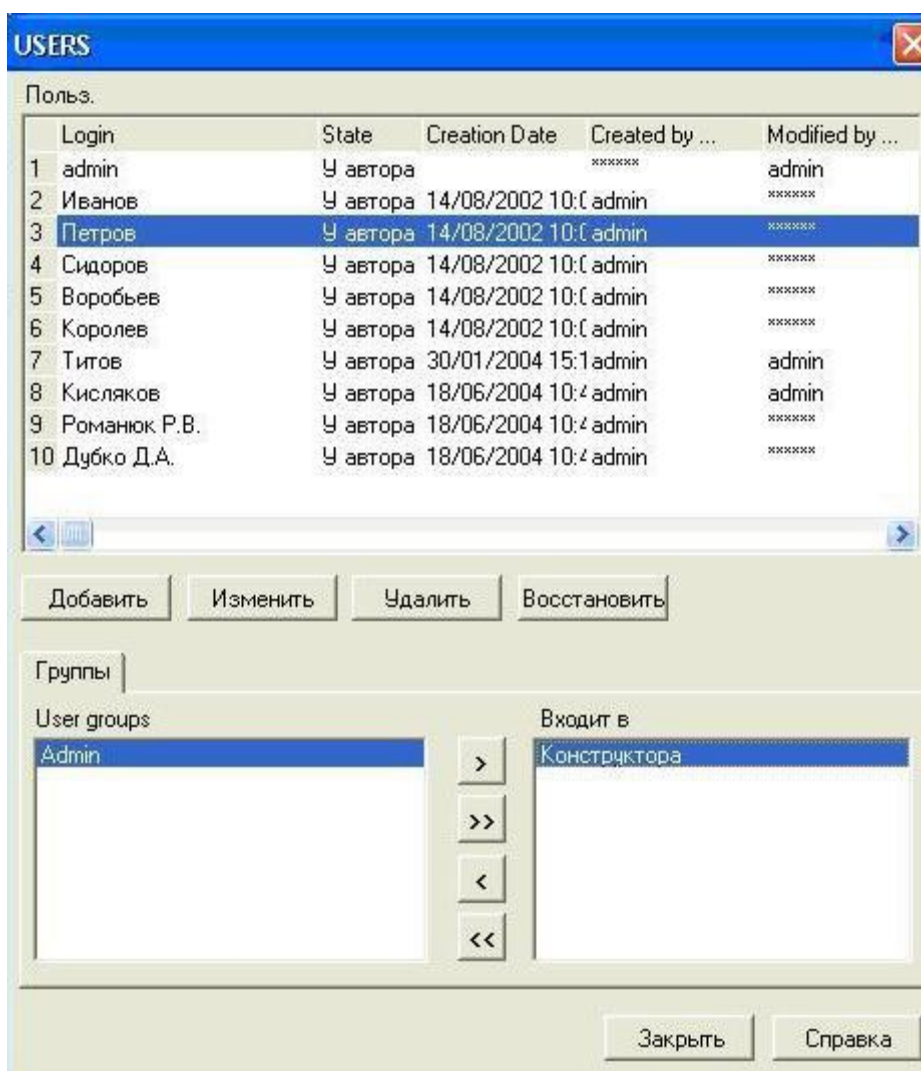 USERS
Польз.
Login State Creation Date Created by ... Modified by ...
1 admin У автора ****** admin
2 Иванов У автора 14/08/2002 10:0 admin ******
3 Петров У автора 14/08/2002 10:0 admin ******
4 Сидоров У автора 14/08/2002 10:0 admin ******
5 Воробьев У автора 14/08/2002 10:0 admin ******
6 Королев У автора 14/08/2002 10:0 admin ******
7 Титов У автора 30/01/2004 15:1 admin admin
8 Кисляков У автора 18/06/2004 10:4 admin admin
9 Романюк Р.В. У автора 18/06/2004 10:4 admin ******
10 Дубко Д.А. У автора 18/06/2004 10:4 admin ******
Добавить Изменить Удалить Восстановить
Группы
User groups Входит в
Admin > Конструктора
>>
<
<<
Закрыть Справка